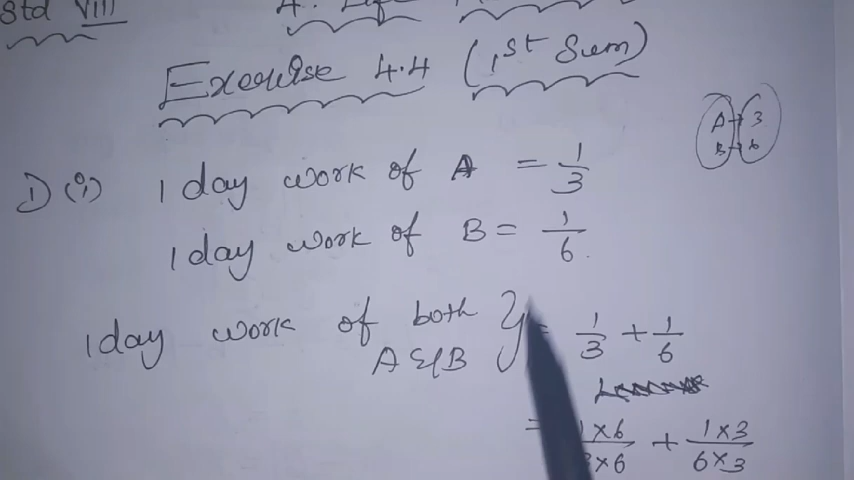 Std VIII
Exercise 4.4 (1st Sum)
A → 3
B → 6
1) (i) 1 day work of A = 1/3
1 day work of B = 1/6.
1 day work of both A & B } = 1/3 + 1/6
= 1×6/3×6 + 1×3/6×3